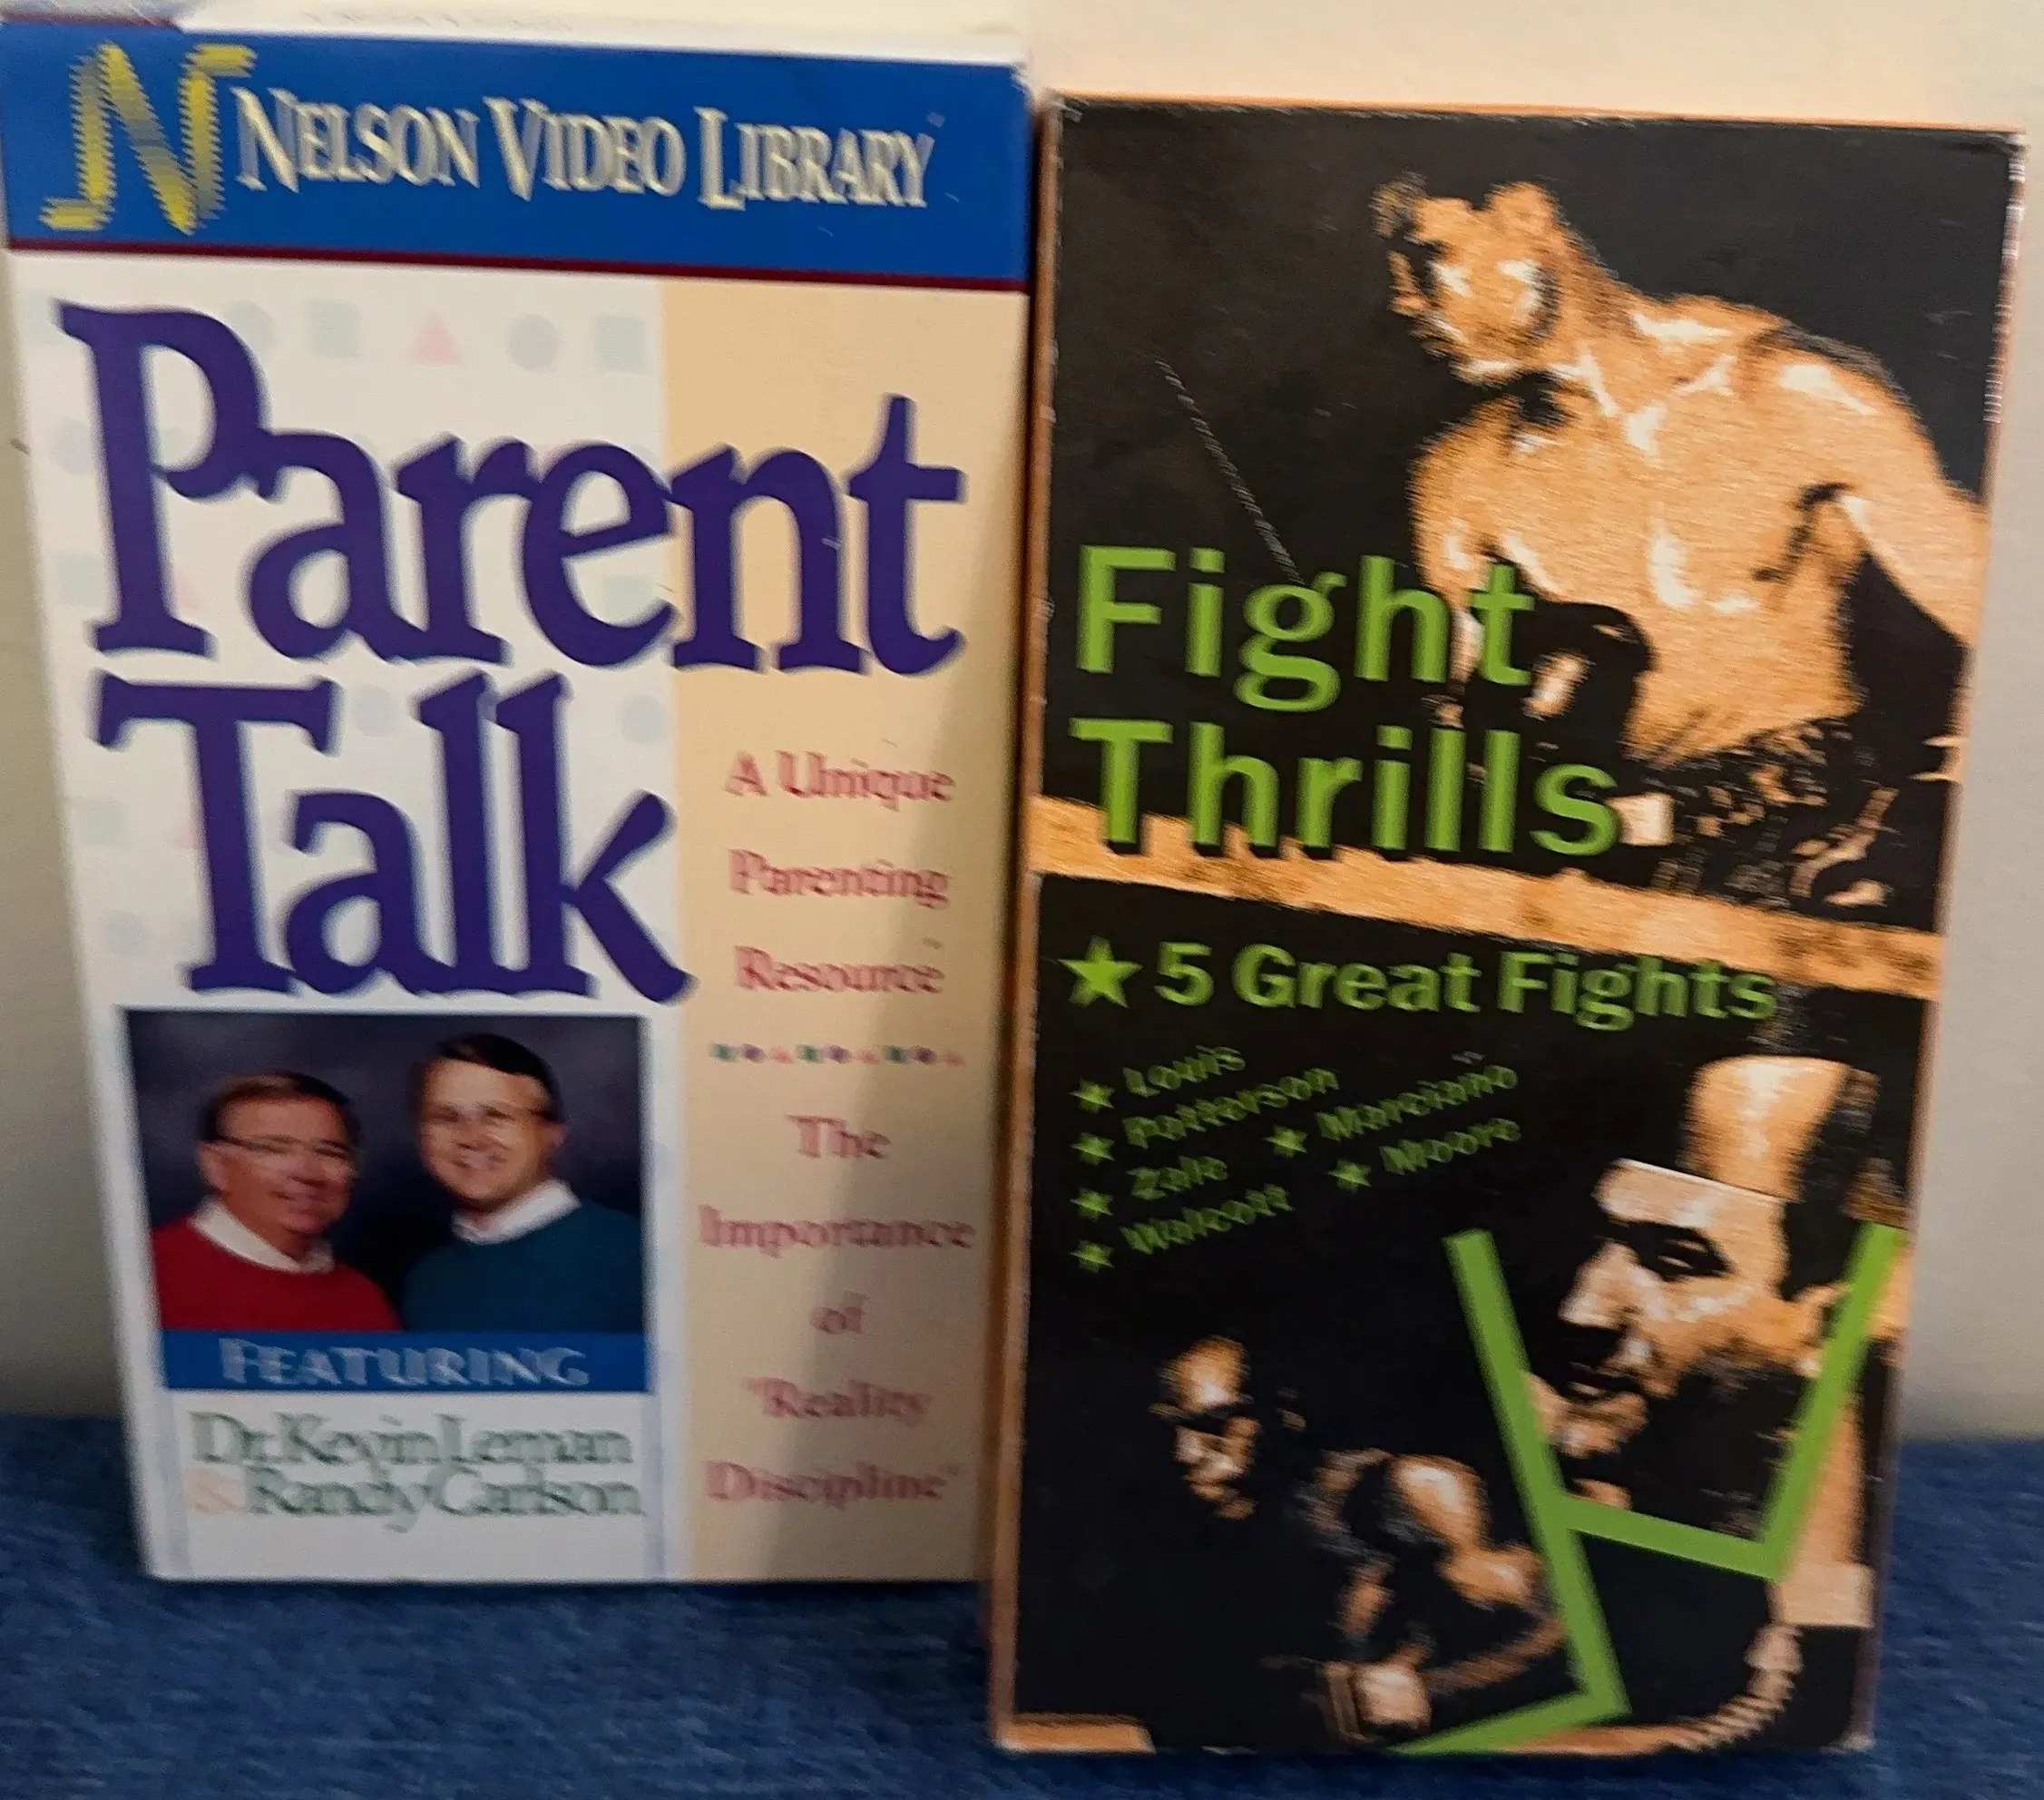 N NELSON VIDEO LIBRARY
Parent
Talk
A Unique
Parenting
Resource
The
Importance
of
"Reality
Discipline"
FEATURING
Dr. Kevin Leman
& Randy Carlson
Fight
Thrills
★ 5 Great Fights
★ Louis
★ Patterson
★ Zale
★ Walcott
★ Marciano
★ Moore